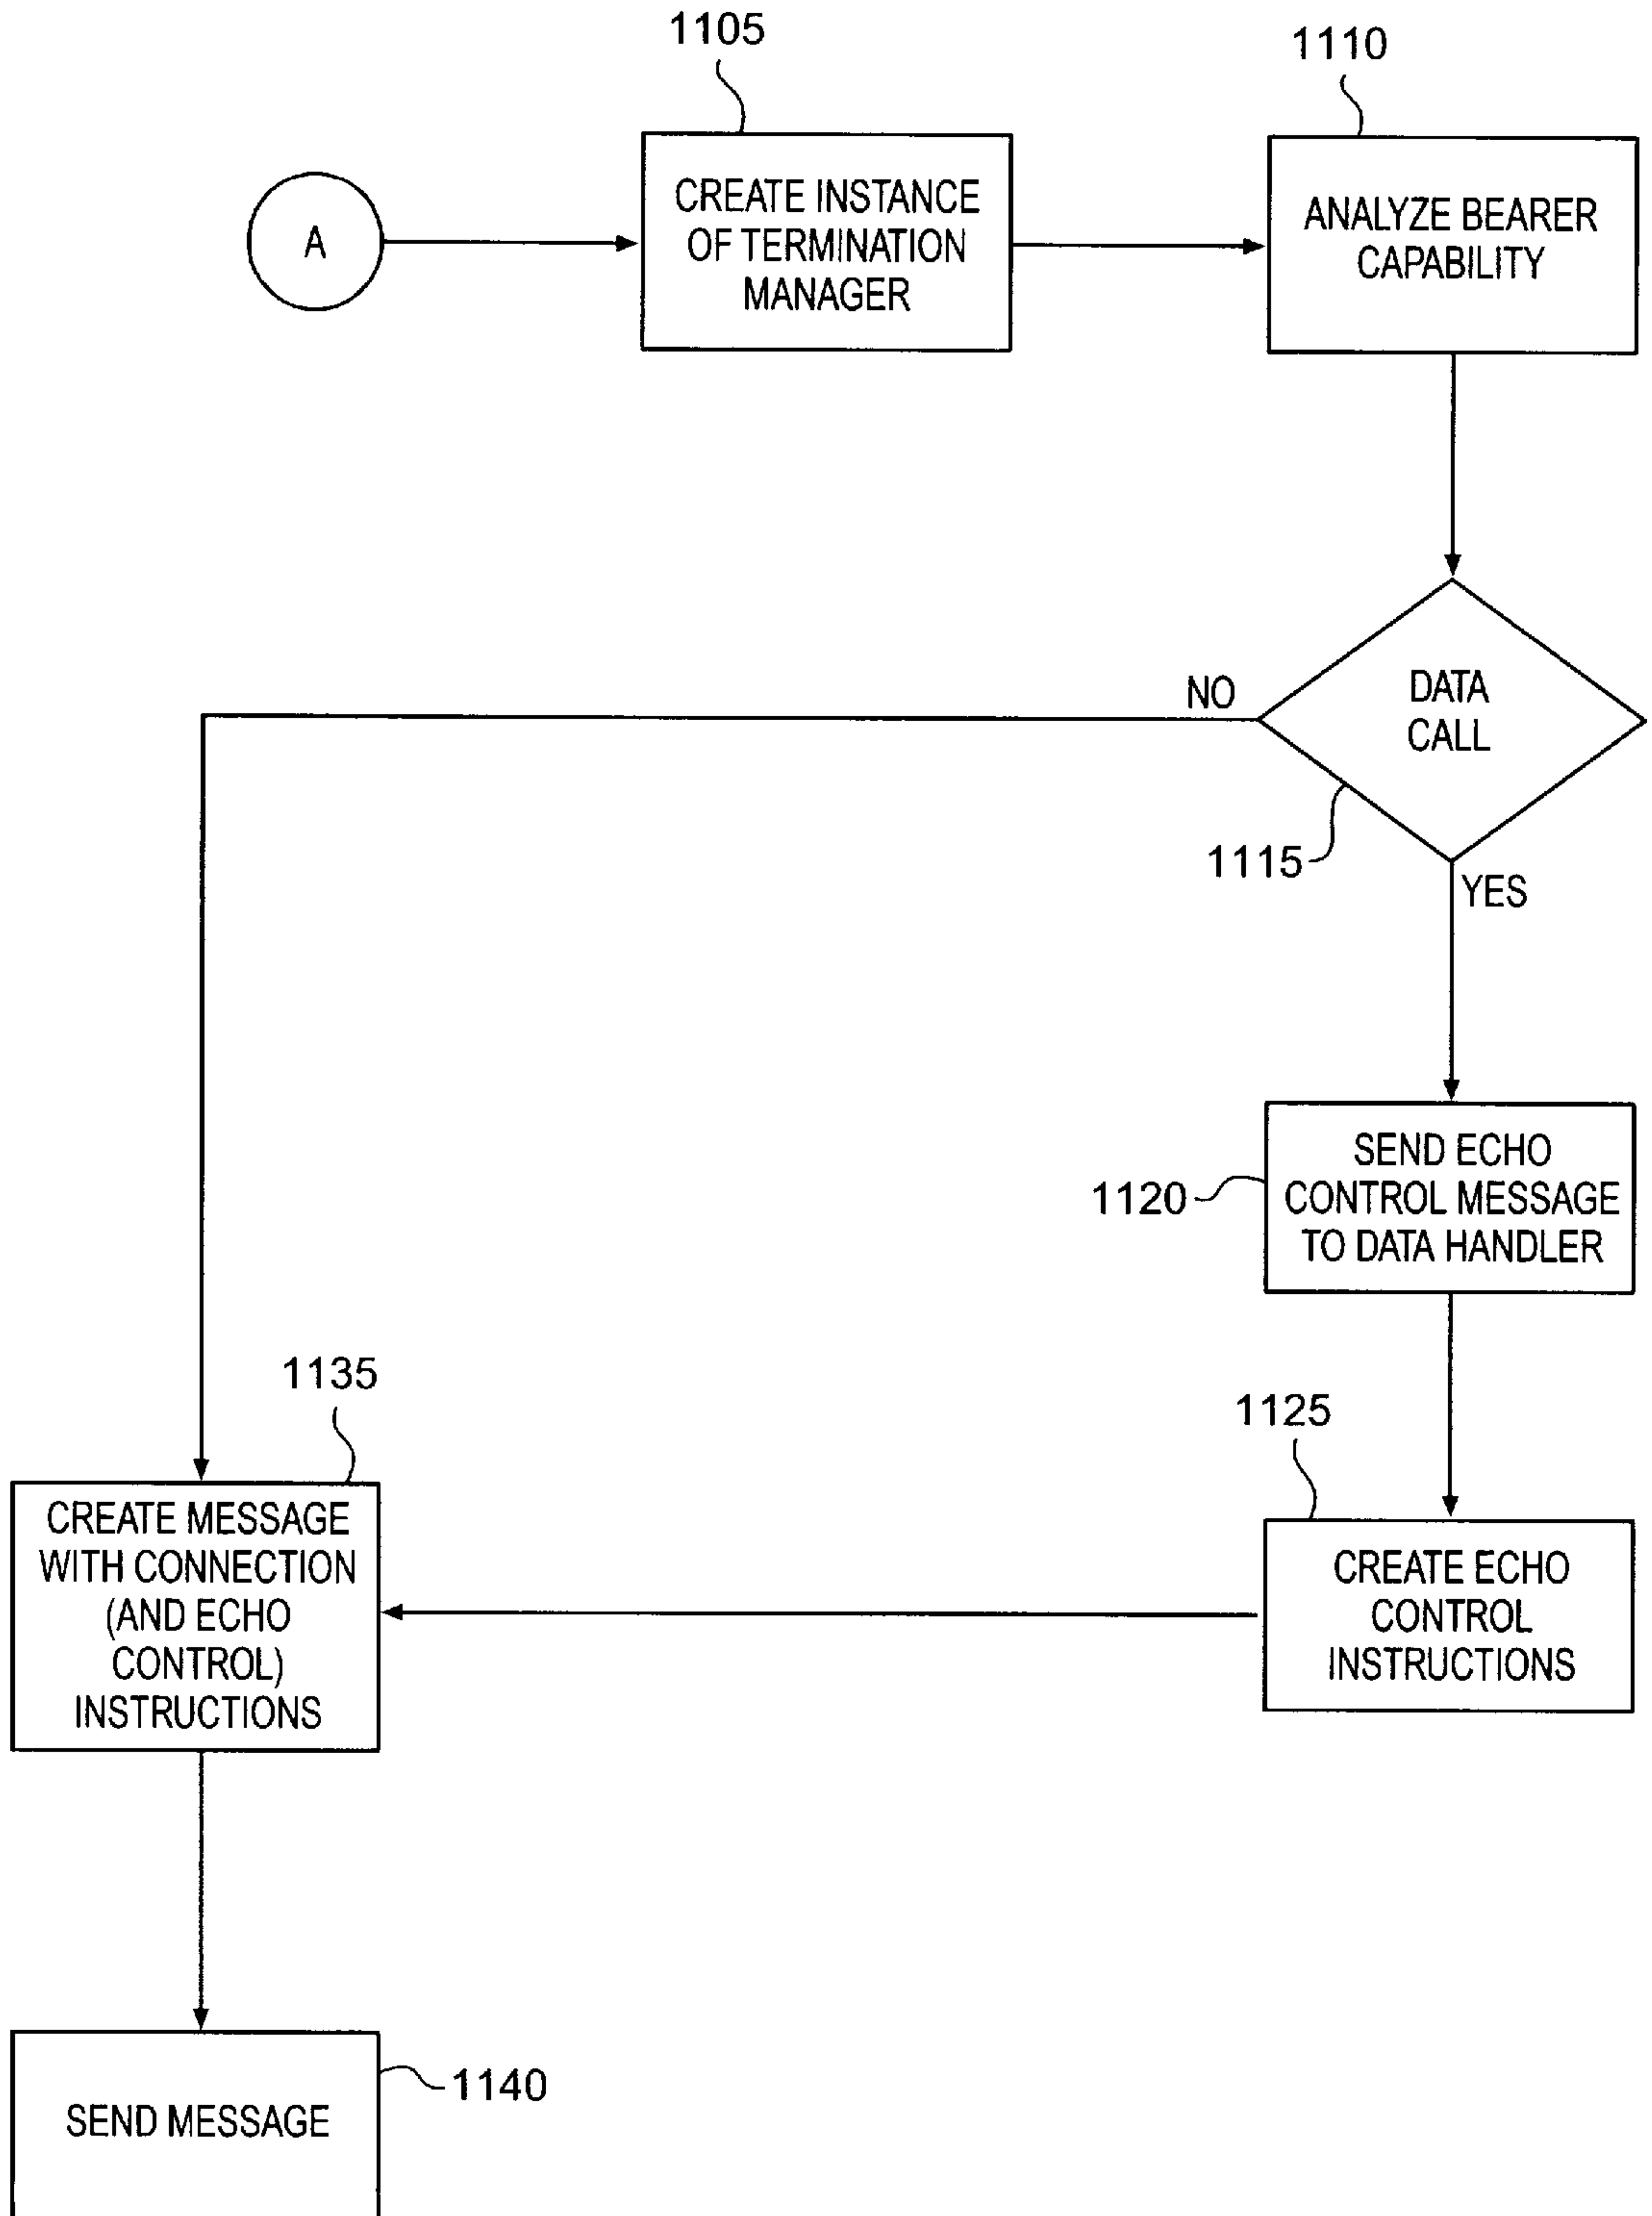 1105
1110
A
CREATE INSTANCE
OF TERMINATION
MANAGER
ANALYZE BEARER
CAPABILITY
NO
DATA
CALL
1115
YES
1120
SEND ECHO
CONTROL MESSAGE
TO DATA HANDLER
1135
1125
CREATE MESSAGE
WITH CONNECTION
(AND ECHO
CONTROL)
INSTRUCTIONS
CREATE ECHO
CONTROL
INSTRUCTIONS
1140
SEND MESSAGE